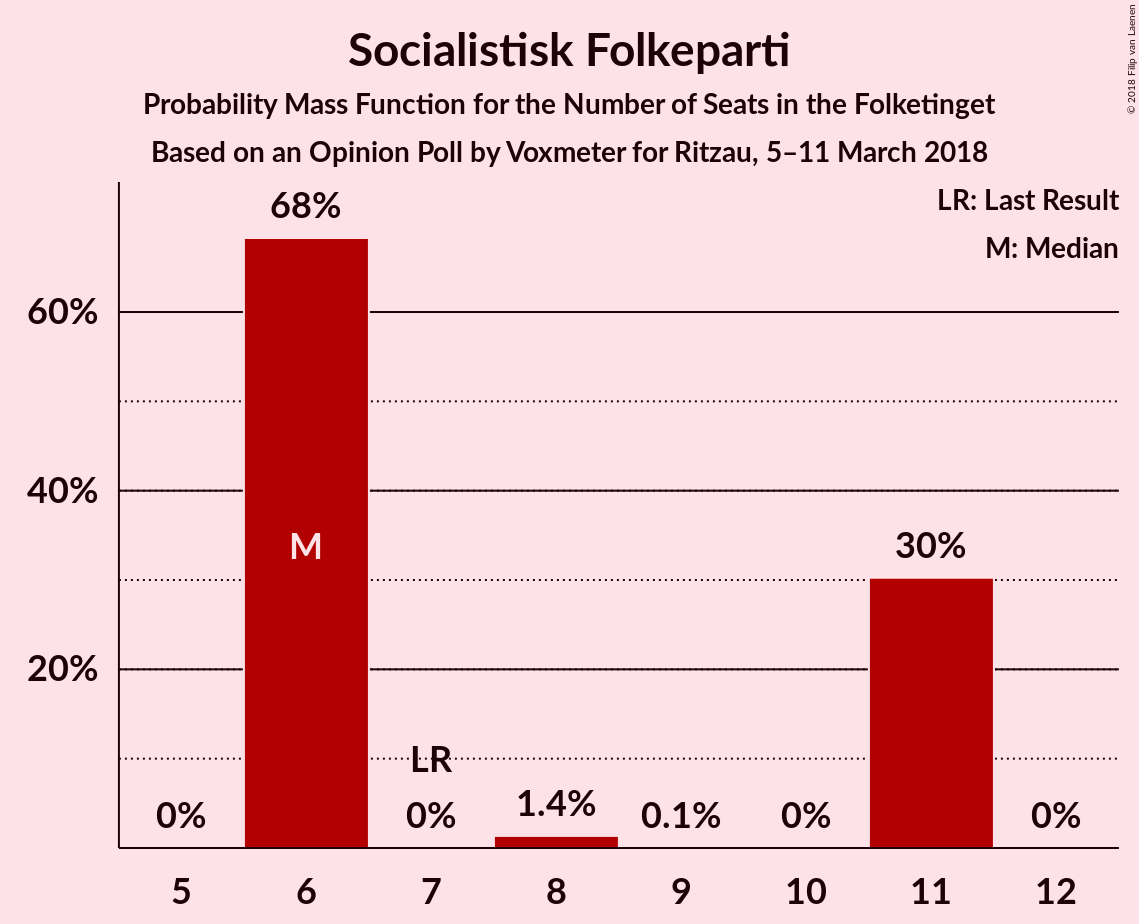 Socialistisk Folkeparti
Probability Mass Function for the Number of Seats in the Folketinget
Based on an Opinion Poll by Voxmeter for Ritzau, 5–11 March 2018
© 2018 Filip van Laenen
LR: Last Result
M: Median
68%
60%
40%
M
30%
20%
LR
0% 0% 1.4% 0.1% 0% 0%
5 6 7 8 9 10 11 12